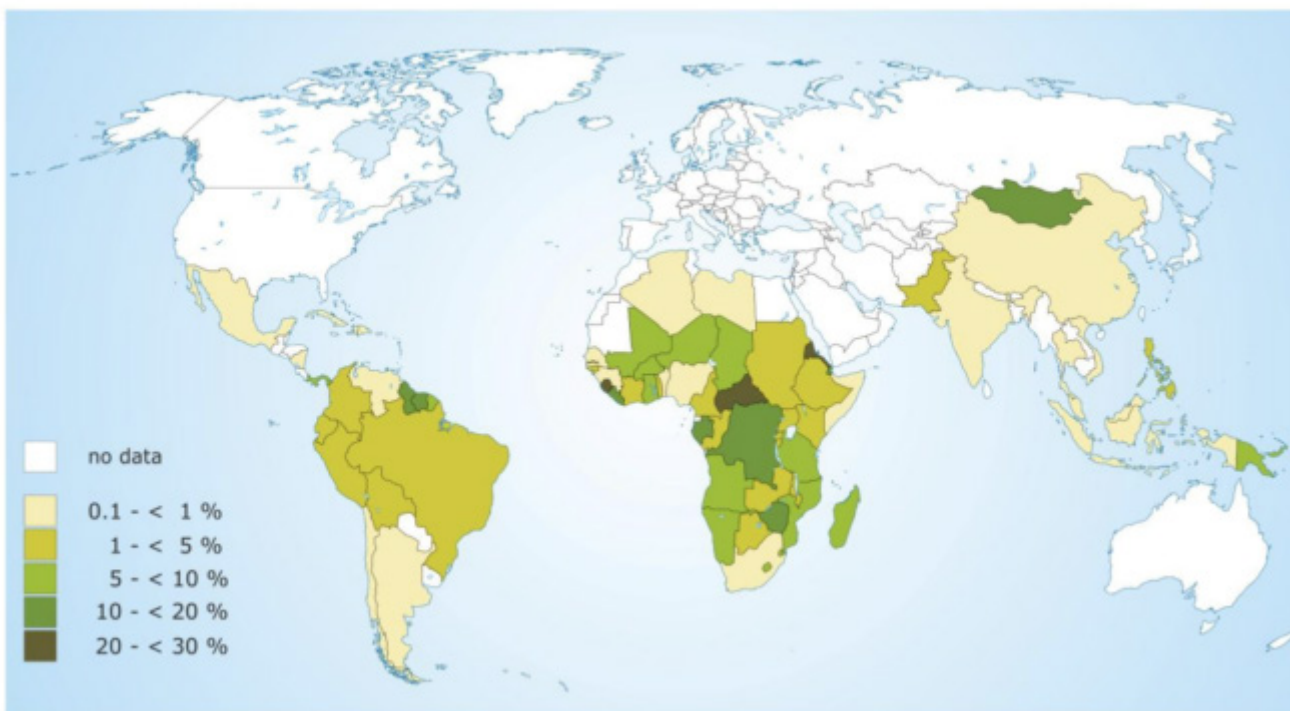 no data
0.1 - < 1 %
1 - < 5 %
5 - < 10 %
10 - < 20 %
20 - < 30 %